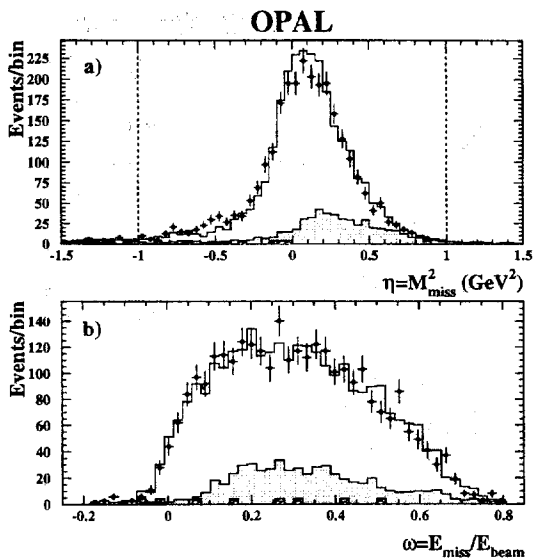 OPAL
Events/bin
a)
225
200
175
150
125
100
75
50
25
0
-1.5 -1 -0.5 0 0.5 1 1.5
η=M²miss (GeV²)
Events/bin
b)
140
120
100
80
60
40
20
0
-0.2 0 0.2 0.4 0.6 0.8
ω=Emiss/Ebeam